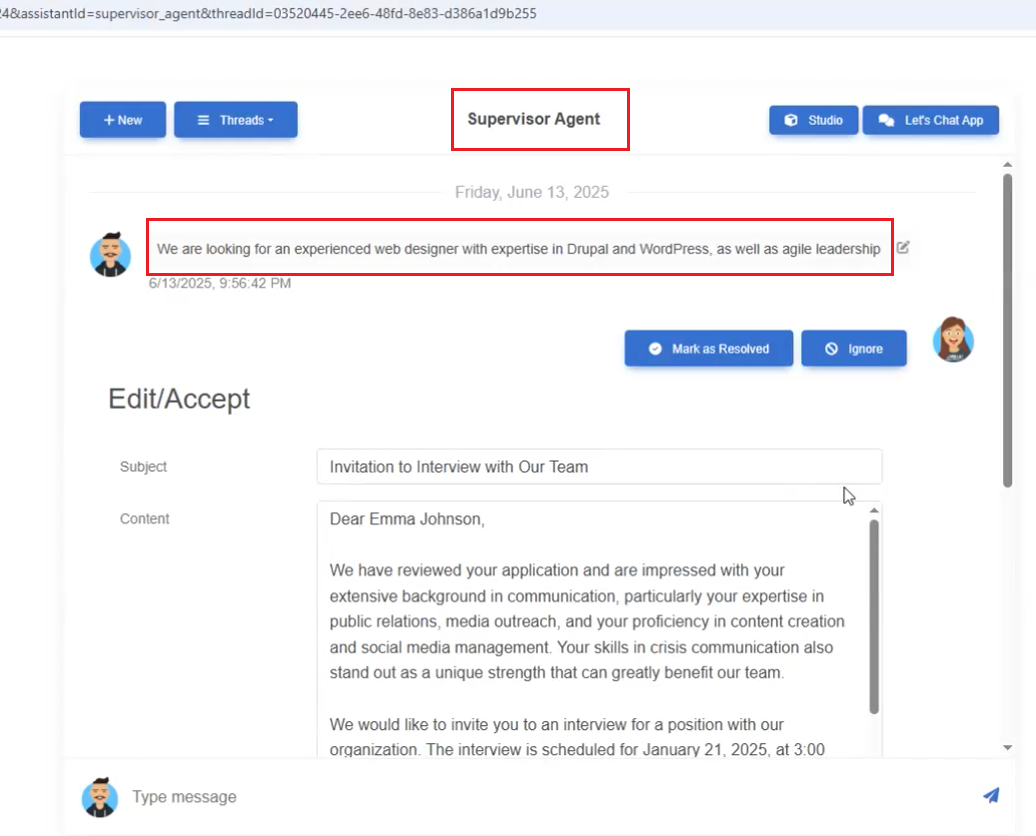 24&assistantId=supervisor_agent&threadId=03520445-2ee6-48fd-8e83-d386a1d9b255
+ New
Threads
Supervisor Agent
Studio
Let's Chat App
Friday, June 13, 2025
We are looking for an experienced web designer with expertise in Drupal and WordPress, as well as agile leadership
6/13/2025, 9:56:42 PM
Mark as Resolved
Ignore
Edit/Accept
Subject
Invitation to Interview with Our Team
Content
Dear Emma Johnson,
We have reviewed your application and are impressed with your
extensive background in communication, particularly your expertise in
public relations, media outreach, and your proficiency in content creation
and social media management. Your skills in crisis communication also
stand out as a unique strength that can greatly benefit our team.
We would like to invite you to an interview for a position with our
organization. The interview is scheduled for January 21, 2025, at 3:00
Type message